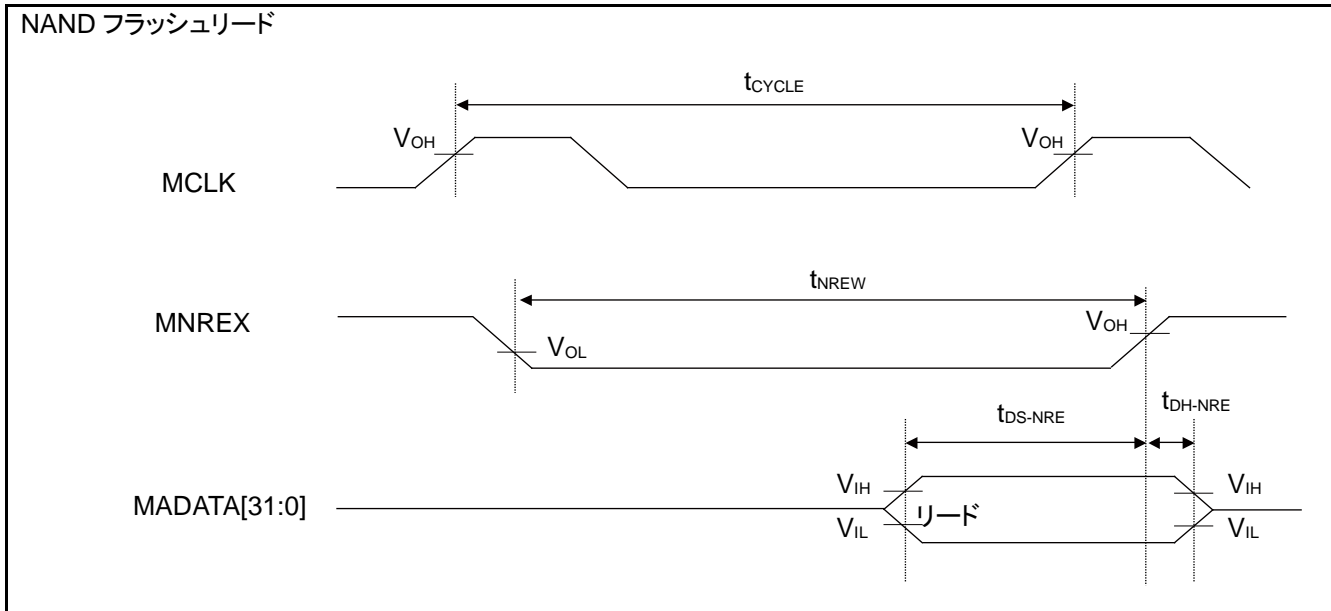 NAND フラッシュリード
tCYCLE
VOH
VOH
MCLK
tNREW
MNREX
VOH
VOL
tDS-NRE
tDH-NRE
VIH
VIH
MADATA[31:0]
リード
VIL
VIL